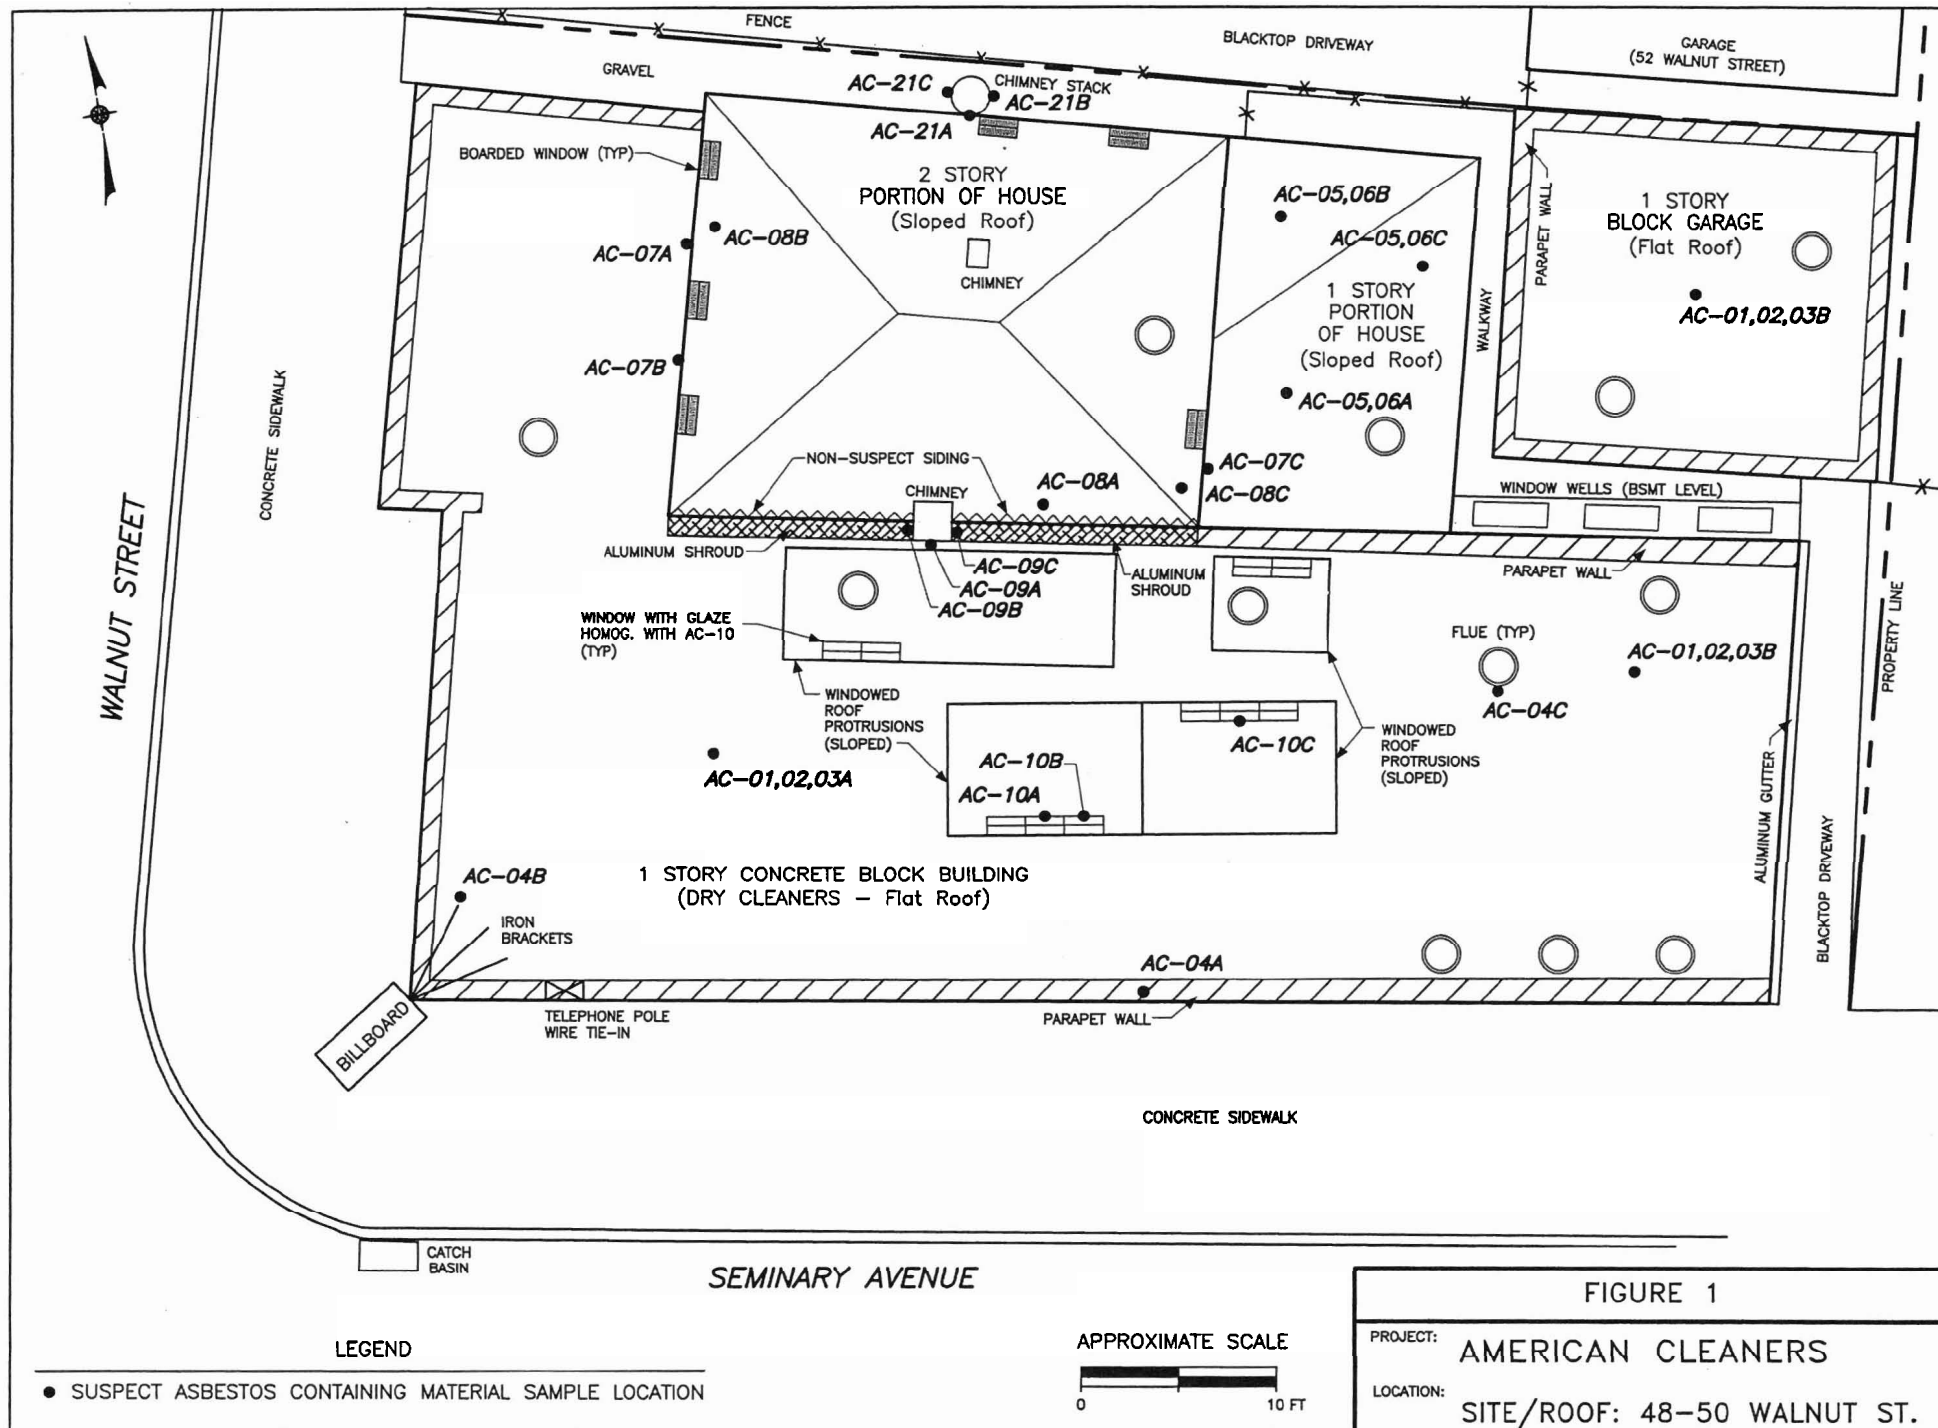 FENCE
BLACKTOP DRIVEWAY
GARAGE
(52 WALNUT STREET)
GRAVEL
AC-21C
CHIMNEY STACK
AC-21B
AC-21A
BOARDED WINDOW (TYP)
2 STORY
PORTION OF HOUSE
(Sloped Roof)
CHIMNEY
AC-08B
AC-07A
AC-07B
AC-05,06B
AC-05,06C
1 STORY
PORTION
OF HOUSE
(Sloped Roof)
AC-05,06A
WALKWAY
PARAPET WALL
1 STORY
BLOCK GARAGE
(Flat Roof)
AC-01,02,03B
CONCRETE SIDEWALK
WALNUT STREET
NON-SUSPECT SIDING
CHIMNEY
AC-08A
AC-07C
AC-08C
WINDOW WELLS (BSMT LEVEL)
ALUMINUM SHROUD
AC-09C
AC-09A
AC-09B
ALUMINUM
SHROUD
PARAPET WALL
WINDOW WITH GLAZE
HOMOG. WITH AC-10
(TYP)
FLUE (TYP)
AC-01,02,03B
AC-04C
PROPERTY LINE
WINDOWED
ROOF
PROTRUSIONS
(SLOPED)
AC-10C
WINDOWED
ROOF
PROTRUSIONS
(SLOPED)
AC-10B
AC-10A
AC-01,02,03A
ALUMINUM GUTTER
BLACKTOP DRIVEWAY
AC-04B
1 STORY CONCRETE BLOCK BUILDING
(DRY CLEANERS - Flat Roof)
IRON
BRACKETS
AC-04A
BILLBOARD
TELEPHONE POLE
WIRE TIE-IN
PARAPET WALL
CONCRETE SIDEWALK
CATCH
BASIN
SEMINARY AVENUE
LEGEND
SUSPECT ASBESTOS CONTAINING MATERIAL SAMPLE LOCATION
APPROXIMATE SCALE
0 10 FT
FIGURE 1
PROJECT: AMERICAN CLEANERS
LOCATION: SITE/ROOF: 48-50 WALNUT ST.